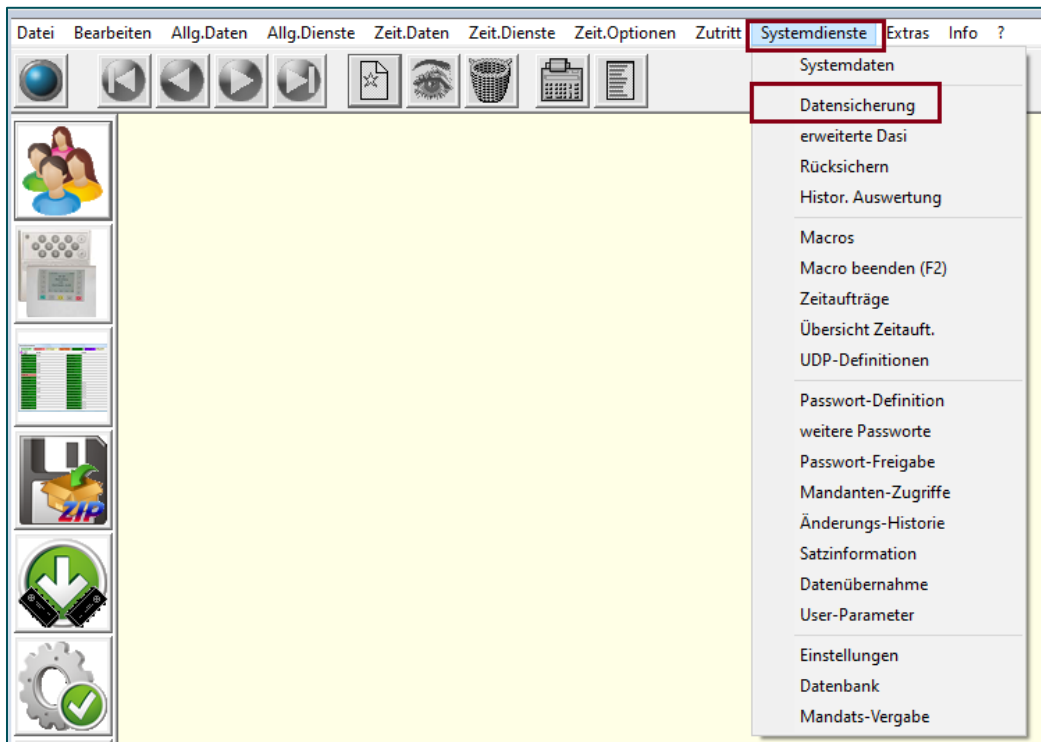 Datei Bearbeiten Allg.Daten Allg.Dienste Zeit.Daten Zeit.Dienste Zeit.Optionen Zutritt Systemdienste Extras Info ?
Systemdaten
Datensicherung
erweiterte Dasi
Rücksichern
Histor. Auswertung
Macros
Macro beenden (F2)
Zeitaufträge
Übersicht Zeitauft.
UDP-Definitionen
Passwort-Definition
weitere Passworte
Passwort-Freigabe
Mandanten-Zugriffe
Änderungs-Historie
Satzinformation
Datenübernahme
User-Parameter
Einstellungen
Datenbank
Mandats-Vergabe
ZIP